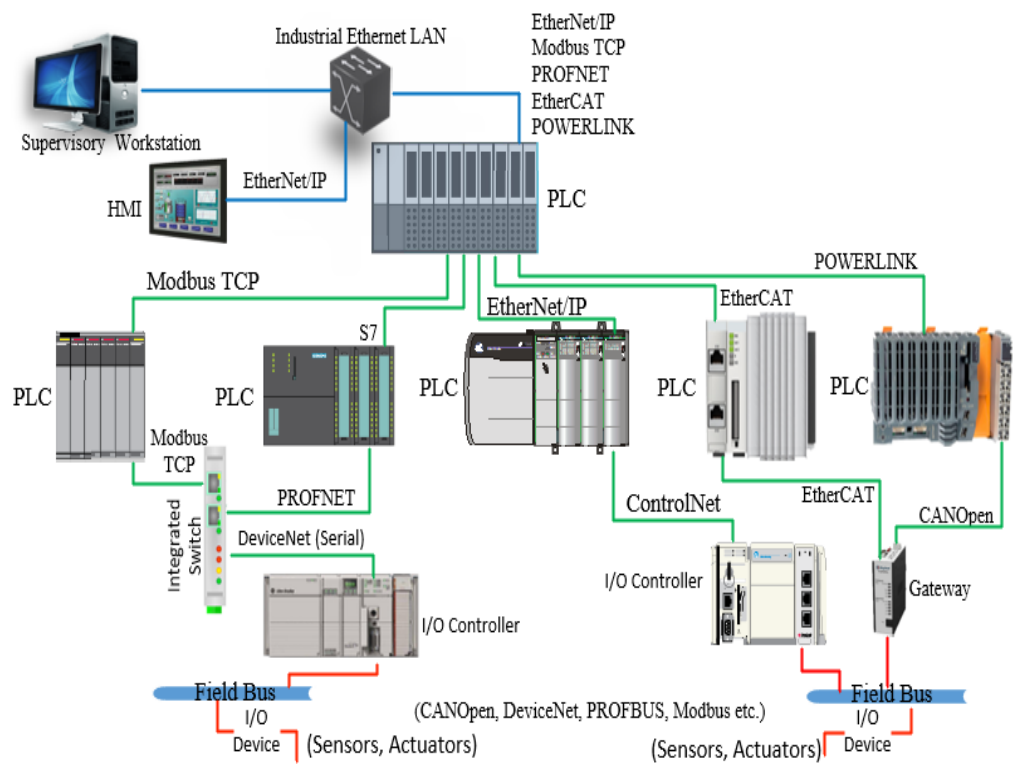 Industrial Ethernet LAN
EtherNet/IP
Modbus TCP
PROFNET
EtherCAT
POWERLINK
Supervisory Workstation
HMI
EtherNet/IP
PLC
Modbus TCP
S7
EtherNet/IP
EtherCAT
POWERLINK
PLC
PLC
PLC
PLC
PLC
Modbus
TCP
PROFNET
Integrated
Switch
DeviceNet (Serial)
I/O Controller
ControlNet
I/O Controller
EtherCAT
CANOpen
Gateway
Field Bus
I/O
Device
(Sensors, Actuators)
(CANOpen, DeviceNet, PROFBUS, Modbus etc.)
Field Bus
I/O
Device
(Sensors, Actuators)